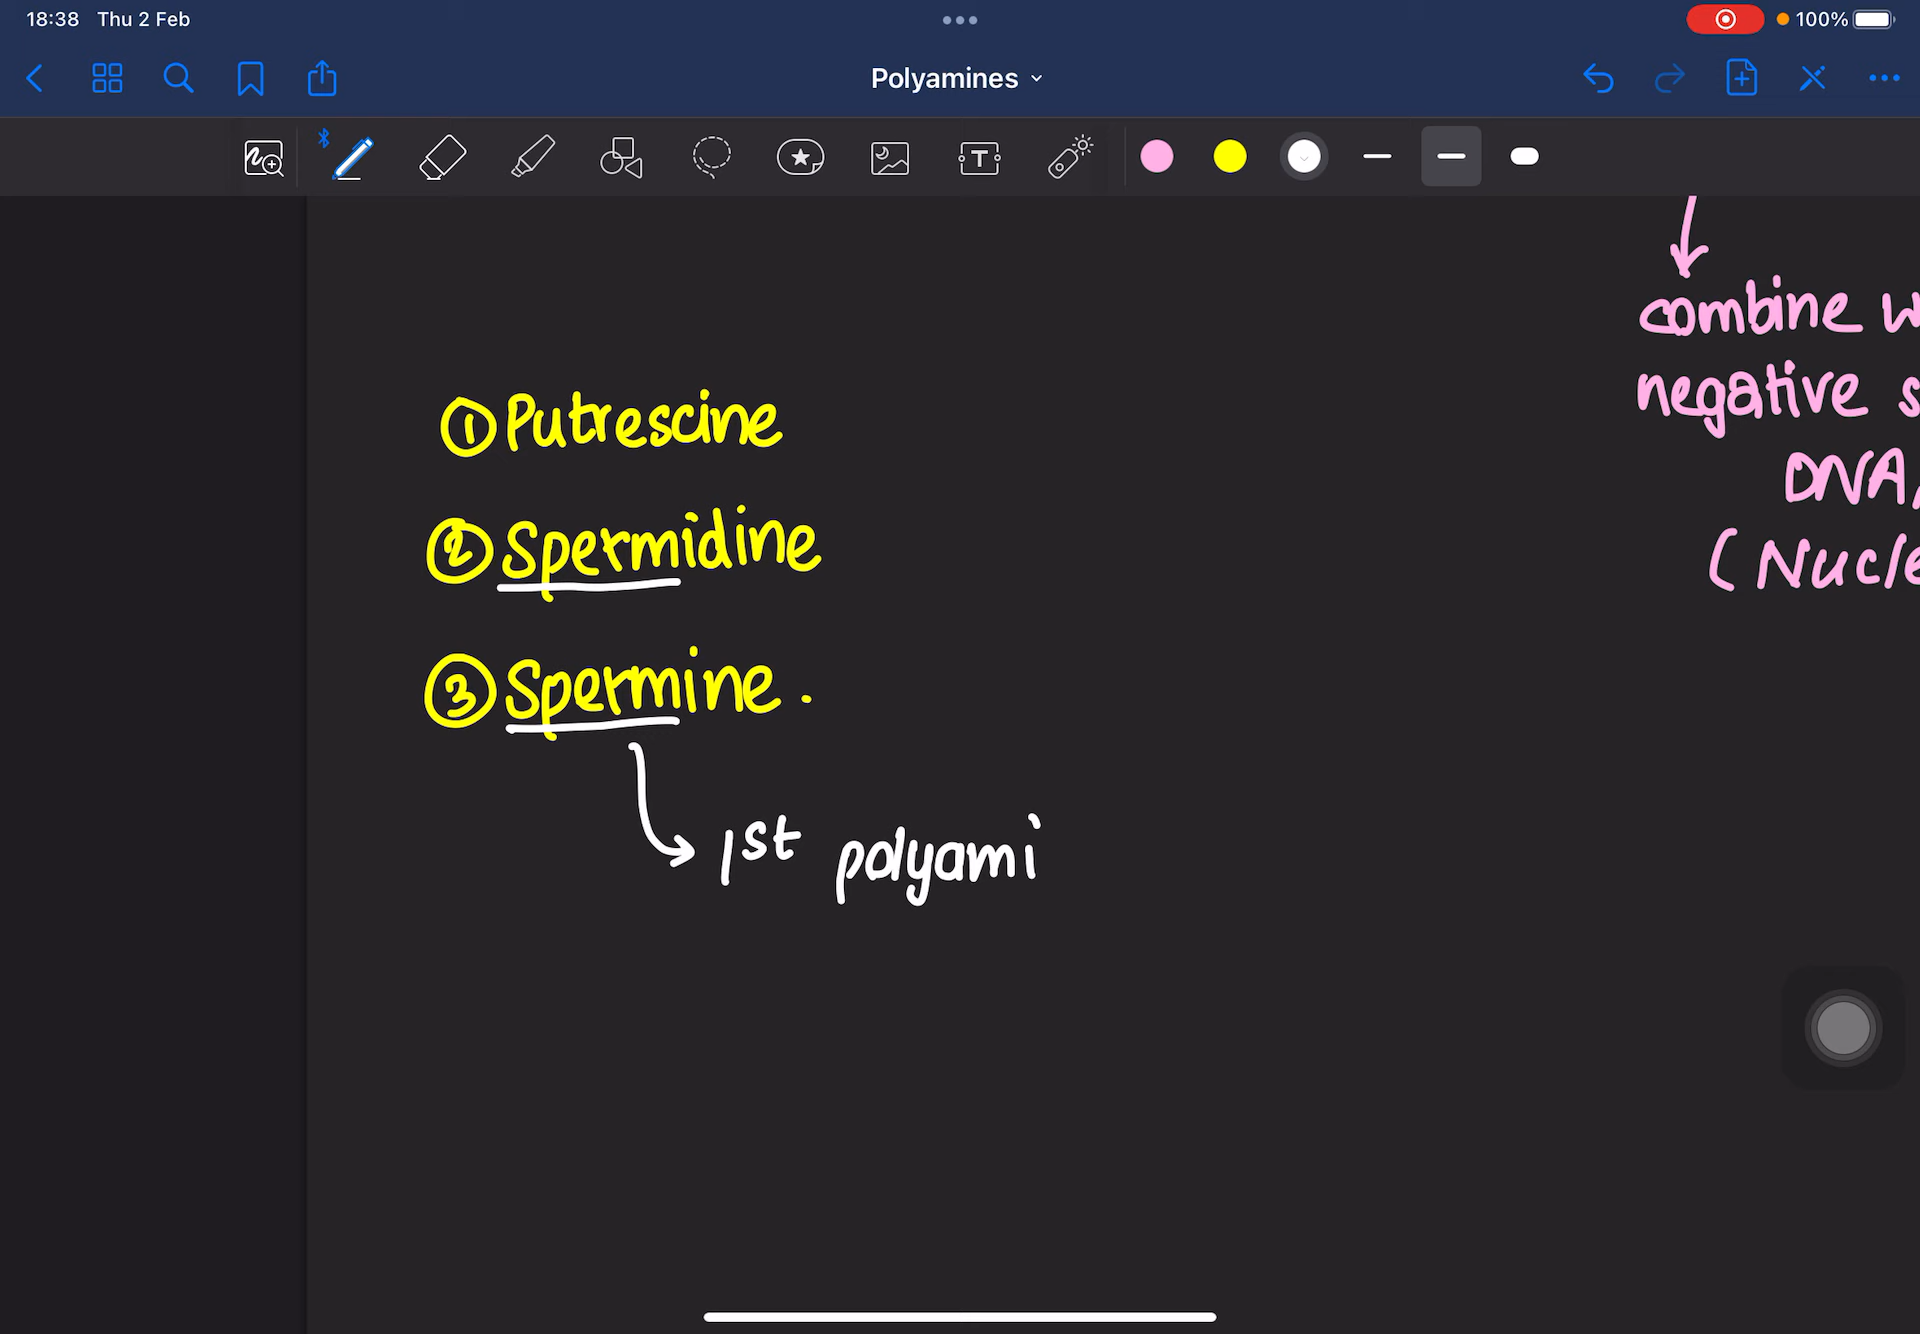 18:38 Thu 2 Feb
100%
Polyamines
T
combine w
negative s
DNA,
(Nucle
① Putrescine
② Spermidine
③ Spermine.
1st polyami